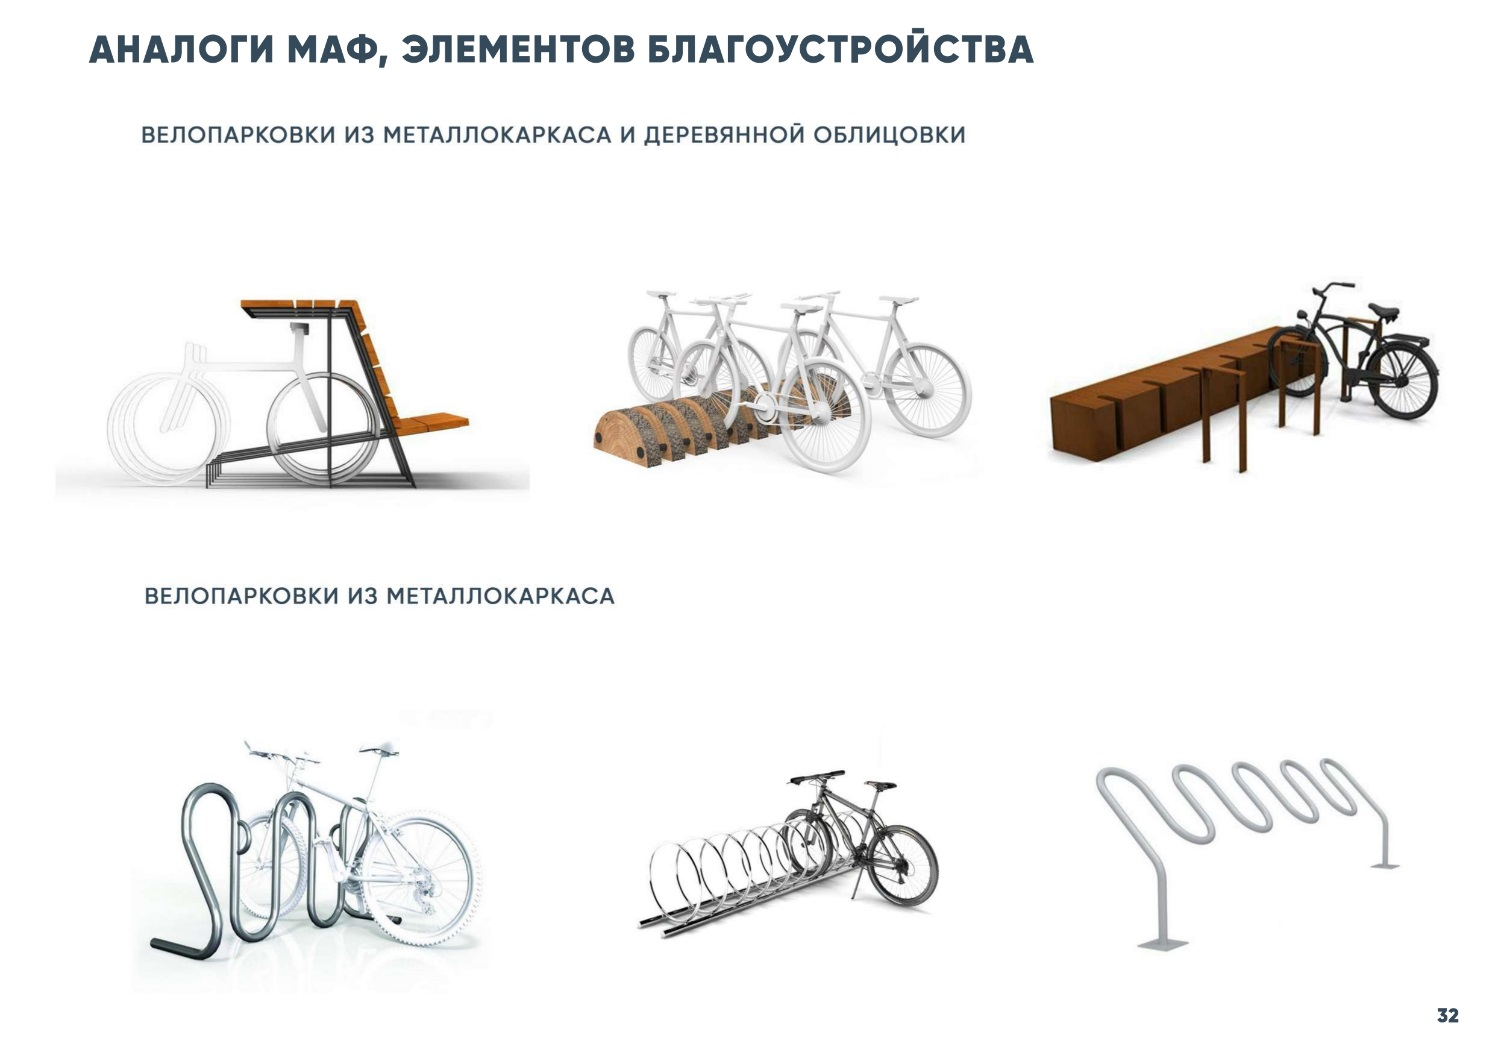 АНАЛОГИ МАФ, ЭЛЕМЕНТОВ БЛАГОУСТРОЙСТВА
ВЕЛОПАРКОВКИ ИЗ МЕТАЛЛОКАРКАСА И ДЕРЕВЯННОЙ ОБЛИЦОВКИ
ВЕЛОПАРКОВКИ ИЗ МЕТАЛЛОКАРКАСА
32